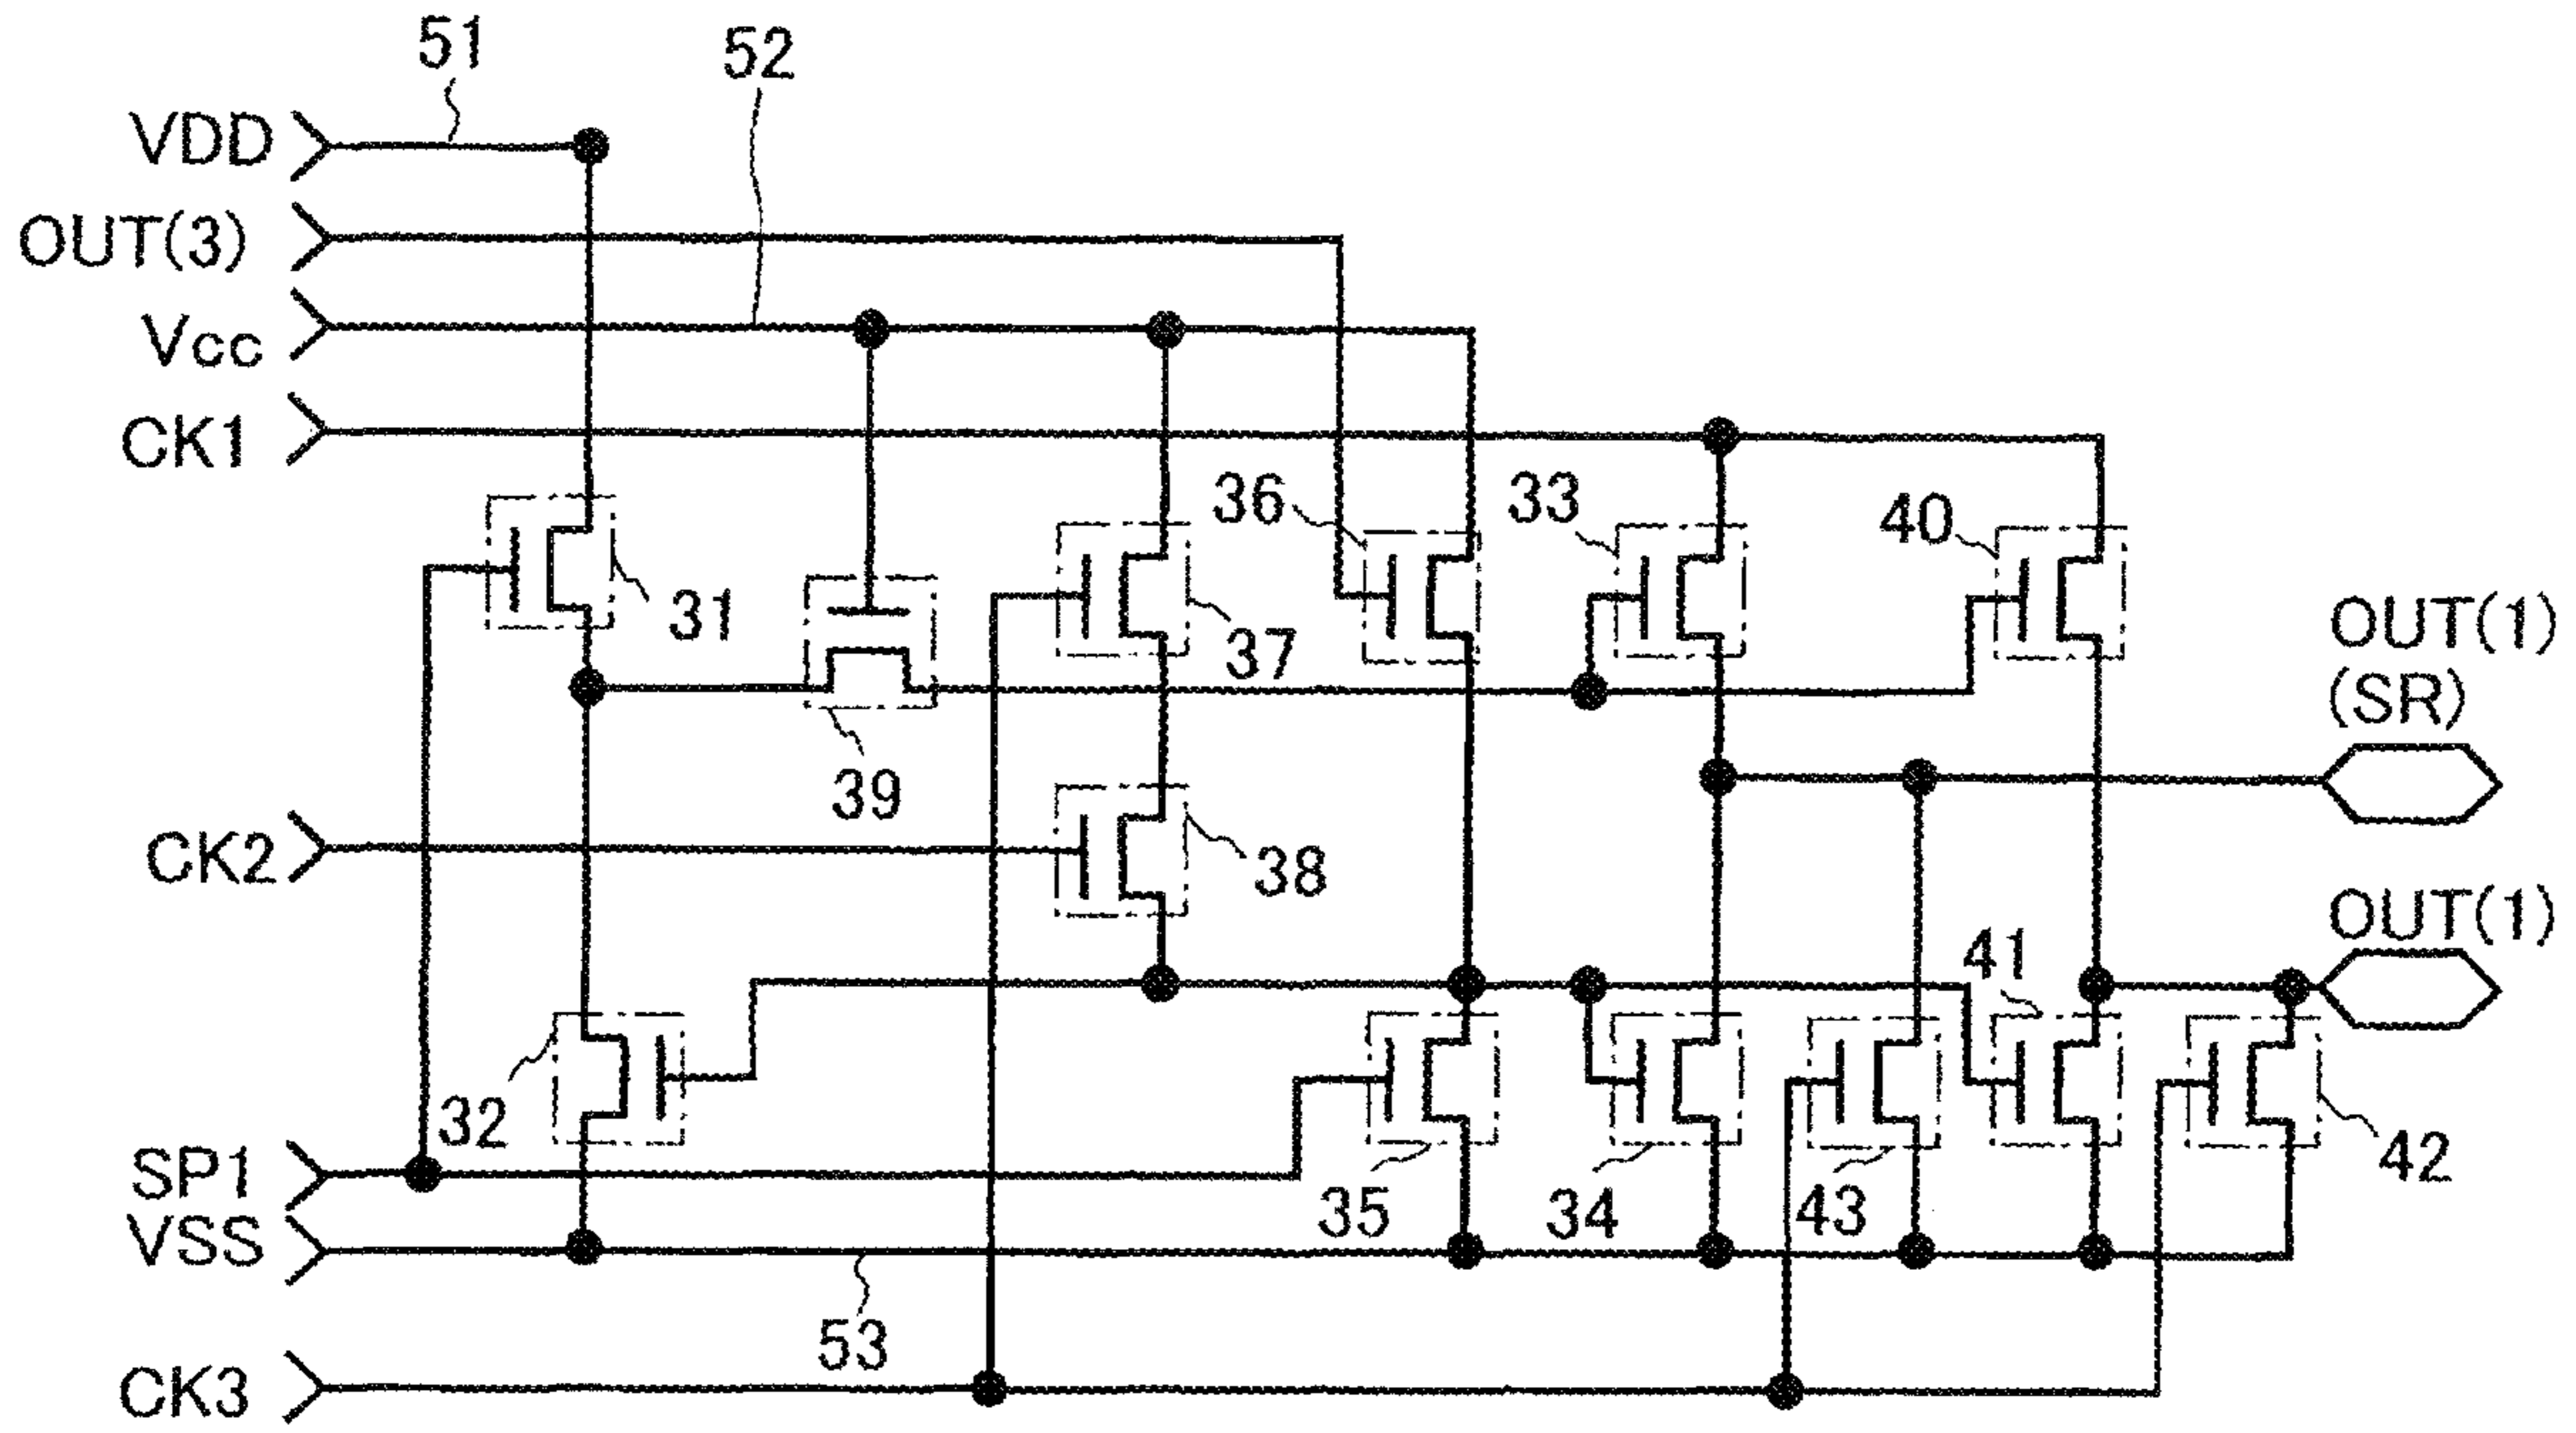 51
52
VDD
OUT(3)
Vcc
CK1
36
33
40
31
37
OUT(1)
(SR)
39
CK2
38
OUT(1)
41
32
SP1
35
34
43
42
VSS
53
CK3